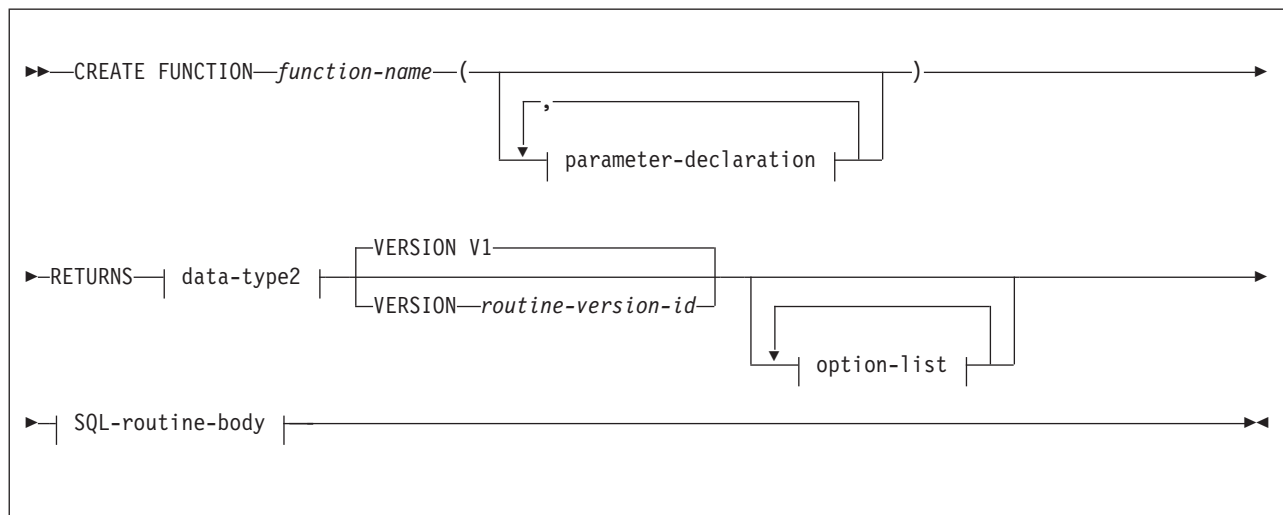 CREATE FUNCTION function-name ( )
,
parameter-declaration
VERSION V1
RETURNS data-type2
VERSION routine-version-id
option-list
SQL-routine-body